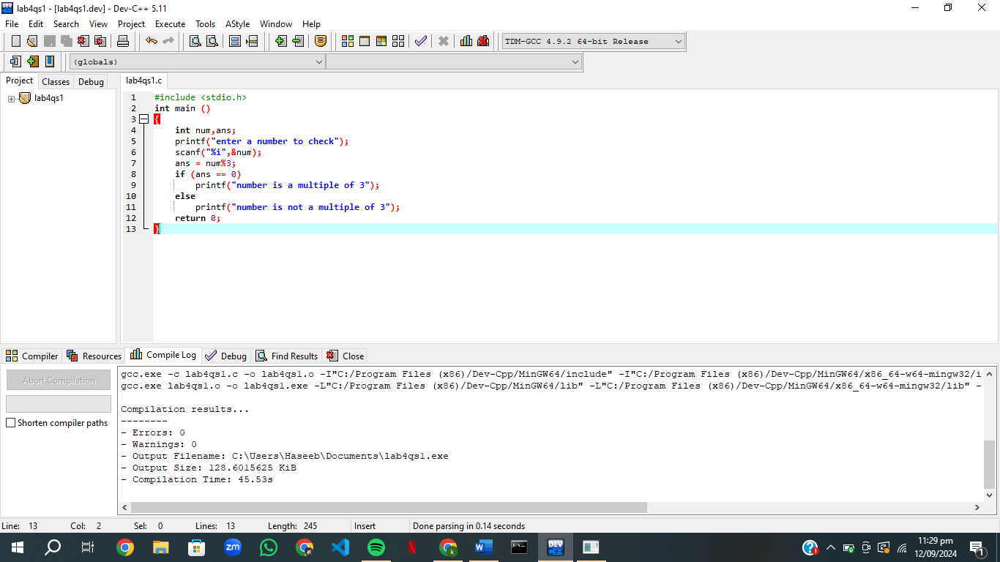 lab4qs1 - [lab4qs1.dev] - Dev-C++ 5.11
File Edit Search View Project Execute Tools AStyle Window Help
TDM-GCC 4.9.2 64-bit Release
(globals)
Project Classes Debug
lab4qs1.c
lab4qs1
1 #include <stdio.h>
2 int main ()
3 {
4 int num,ans;
5 printf("enter a number to check");
6 scanf("%i",&num);
7 ans = num%3;
8 if (ans == 0)
9 printf("number is a multiple of 3");
10 else
11 printf("number is not a multiple of 3");
12 return 0;
13 }
Compiler Resources Compile Log Debug Find Results Close
Abort Compilation
Shorten compiler paths
gcc.exe -c lab4qs1.c -o lab4qs1.o -I"C:/Program Files (x86)/Dev-Cpp/MinGW64/include" -I"C:/Program Files (x86)/Dev-Cpp/MinGW64/x86_64-w64-mingw32/i
gcc.exe lab4qs1.o -o lab4qs1.exe -L"C:/Program Files (x86)/Dev-Cpp/MinGW64/lib" -L"C:/Program Files (x86)/Dev-Cpp/MinGW64/x86_64-w64-mingw32/lib" -
Compilation results...
--------
- Errors: 0
- Warnings: 0
- Output Filename: C:\Users\Haseeb\Documents\lab4qs1.exe
- Output Size: 128.6015625 KiB
- Compilation Time: 45.53s
Line: 13 Col: 2 Sel: 0 Lines: 13 Length: 245 Insert Done parsing in 0.14 seconds
zm
k
W
DEV
11:29 pm
12/09/2024
1